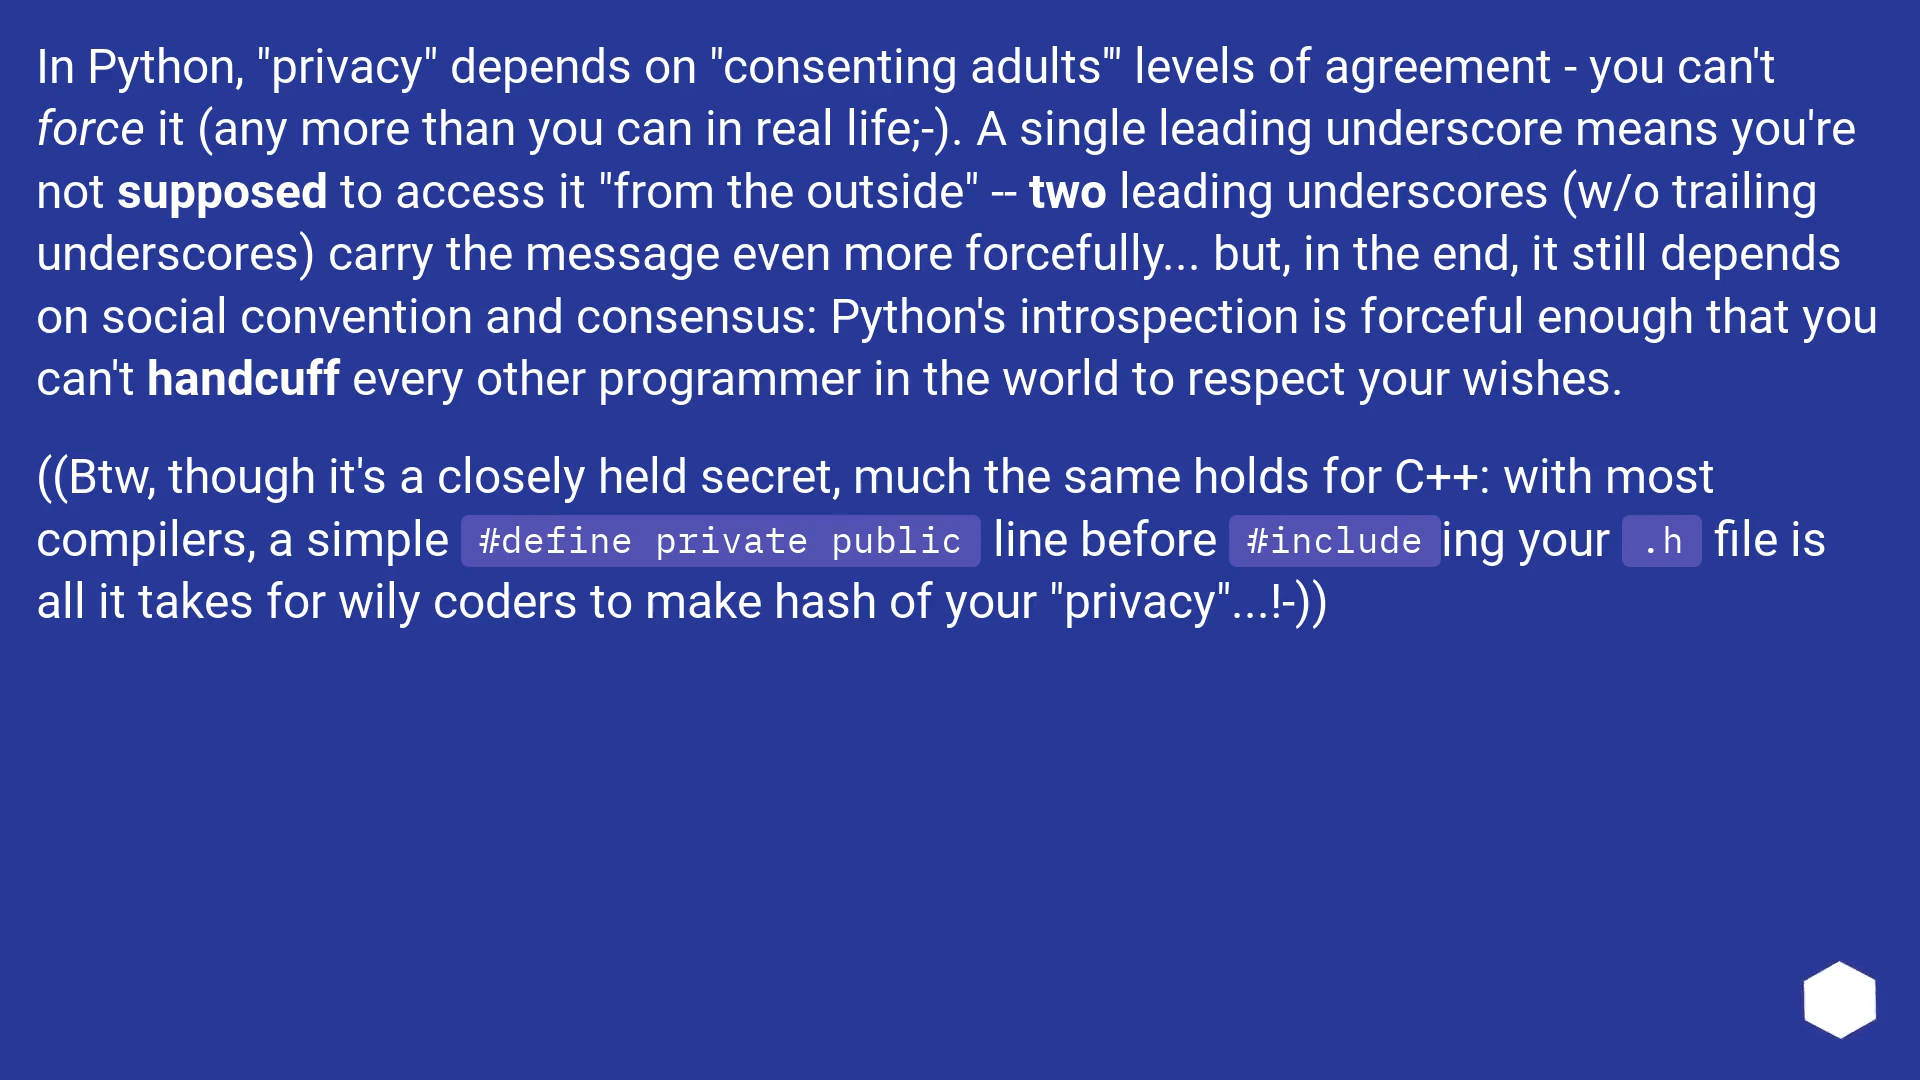 In Python, "privacy" depends on "consenting adults'" levels of agreement - you can't
force it (any more than you can in real life;-). A single leading underscore means you're
not supposed to access it "from the outside" -- two leading underscores (w/o trailing
underscores) carry the message even more forcefully... but, in the end, it still depends
on social convention and consensus: Python's introspection is forceful enough that you
can't handcuff every other programmer in the world to respect your wishes.
((Btw, though it's a closely held secret, much the same holds for C++: with most
compilers, a simple #define private public line before #includeing your .h file is
all it takes for wily coders to make hash of your "privacy"...!-))